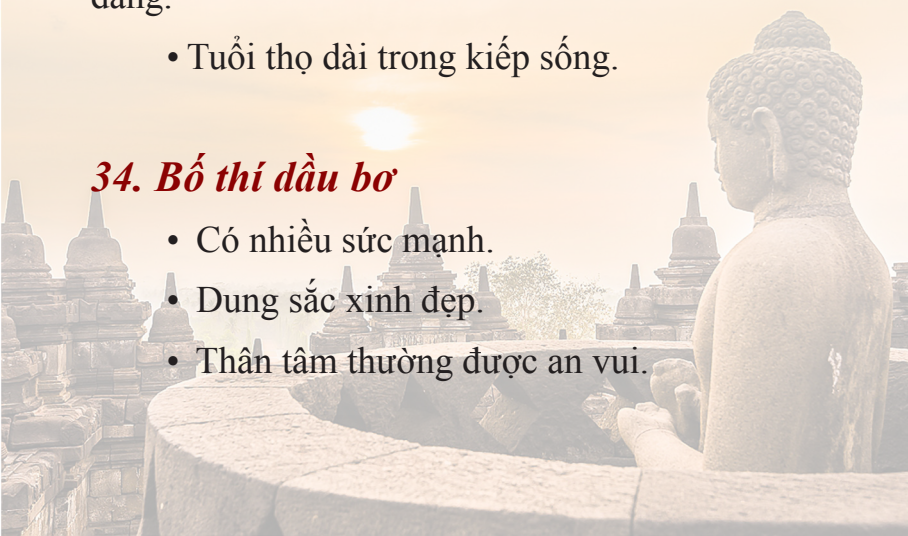 • Tuổi thọ dài trong kiếp sống.
34. Bố thí dầu bơ
• Có nhiều sức mạnh.
• Dung sắc xinh đẹp.
• Thân tâm thường được an vui.